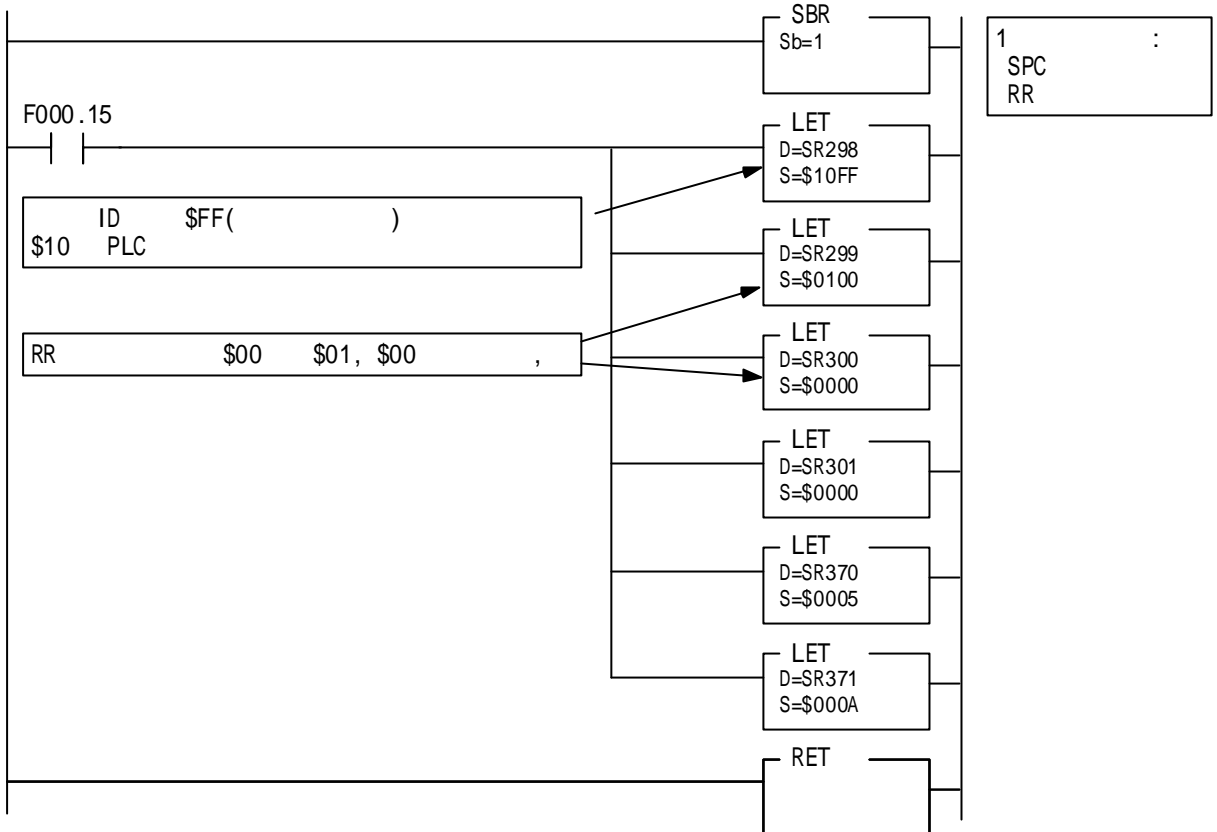 SBR
Sb=1
1 :
SPC
RR
F000.15
LET
D=SR298
S=$10FF
ID $FF( )
$10 PLC
LET
D=SR299
S=$0100
RR $00 $01, $00 ,
LET
D=SR300
S=$0000
LET
D=SR301
S=$0000
LET
D=SR370
S=$0005
LET
D=SR371
S=$000A
RET